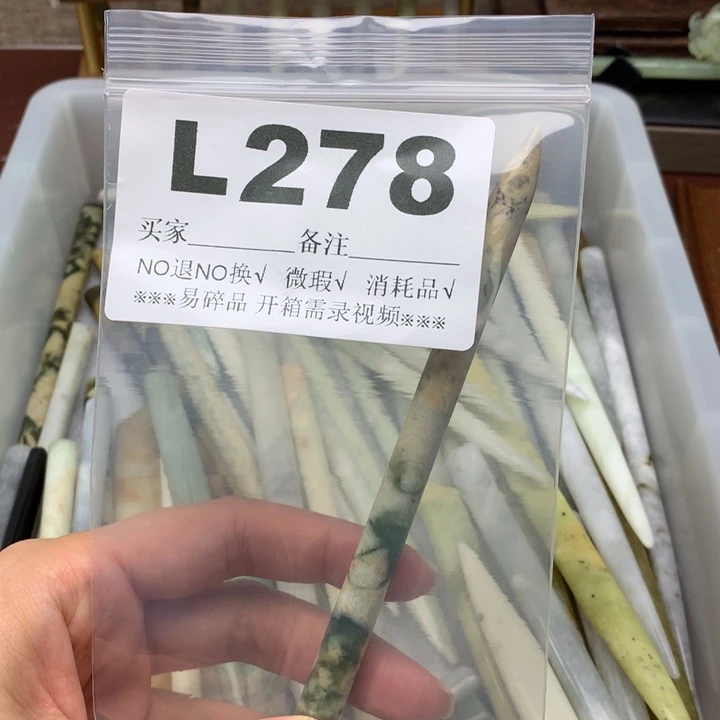 L278
买家________备注________
NO退NO换√ 微瑕√ 消耗品√
※※※易碎品 开箱需录视频※※※